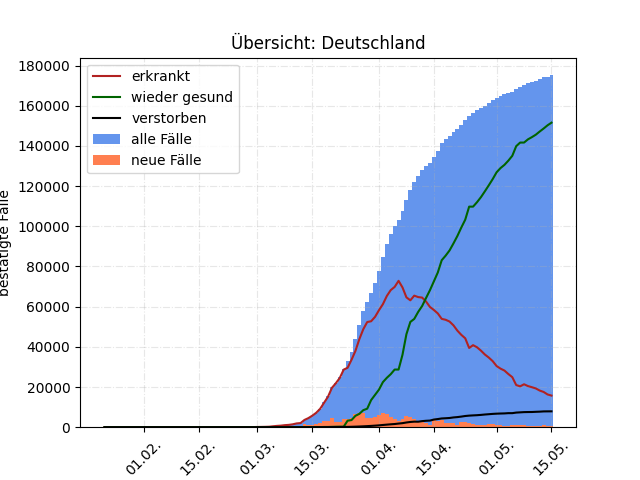 Übersicht: Deutschland
erkrankt
wieder gesund
verstorben
alle Fälle
neue Fälle
bestätigte Fälle
180000
160000
140000
120000
100000
80000
60000
40000
20000
0
01.02.
15.02.
01.03.
15.03.
01.04.
15.04.
01.05.
15.05.